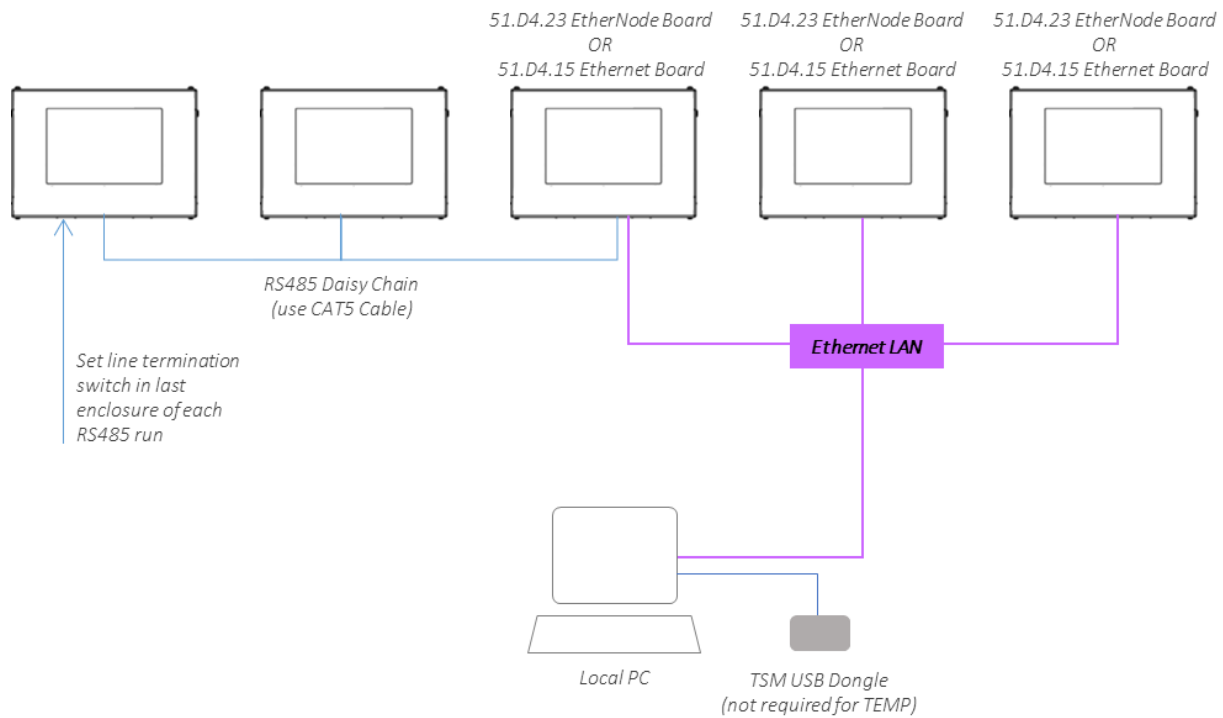 51.D4.23 EtherNode Board
OR
51.D4.15 Ethernet Board
51.D4.23 EtherNode Board
OR
51.D4.15 Ethernet Board
51.D4.23 EtherNode Board
OR
51.D4.15 Ethernet Board
RS485 Daisy Chain
(use CAT5 Cable)
Set line termination
switch in last
enclosure of each
RS485 run
Ethernet LAN
Local PC
TSM USB Dongle
(not required for TEMP)